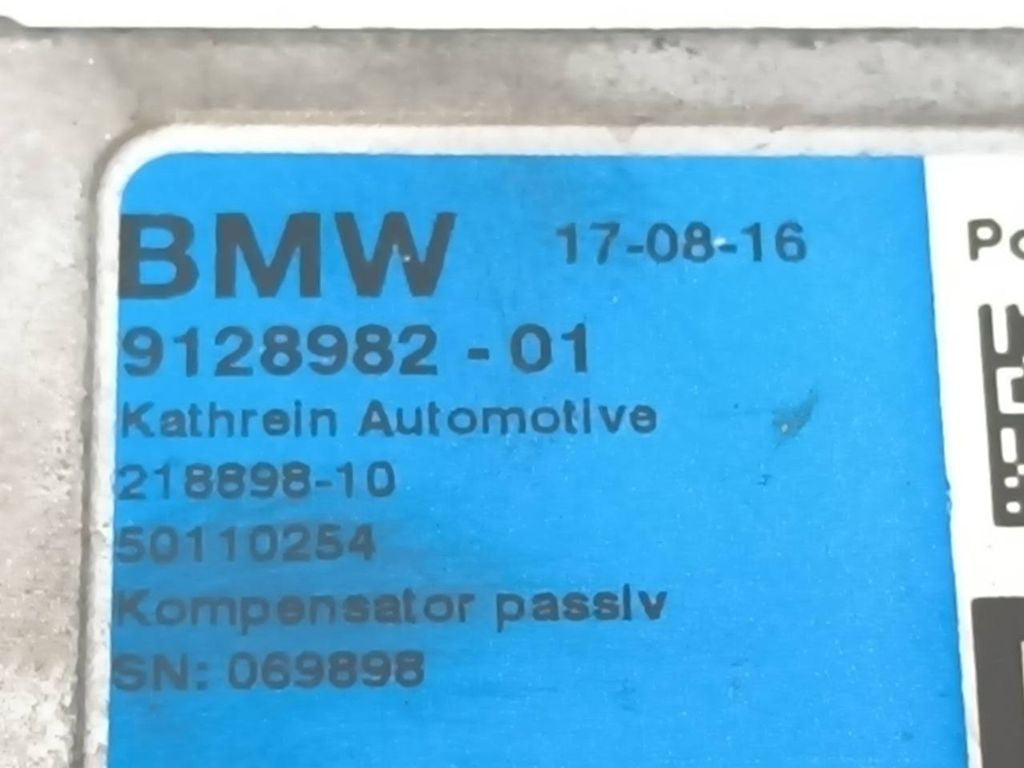 BMW 17-08-16
9128982 - 01
Kathrein Automotive
218898-10
50110254
Kompensator passiv
SN: 069898